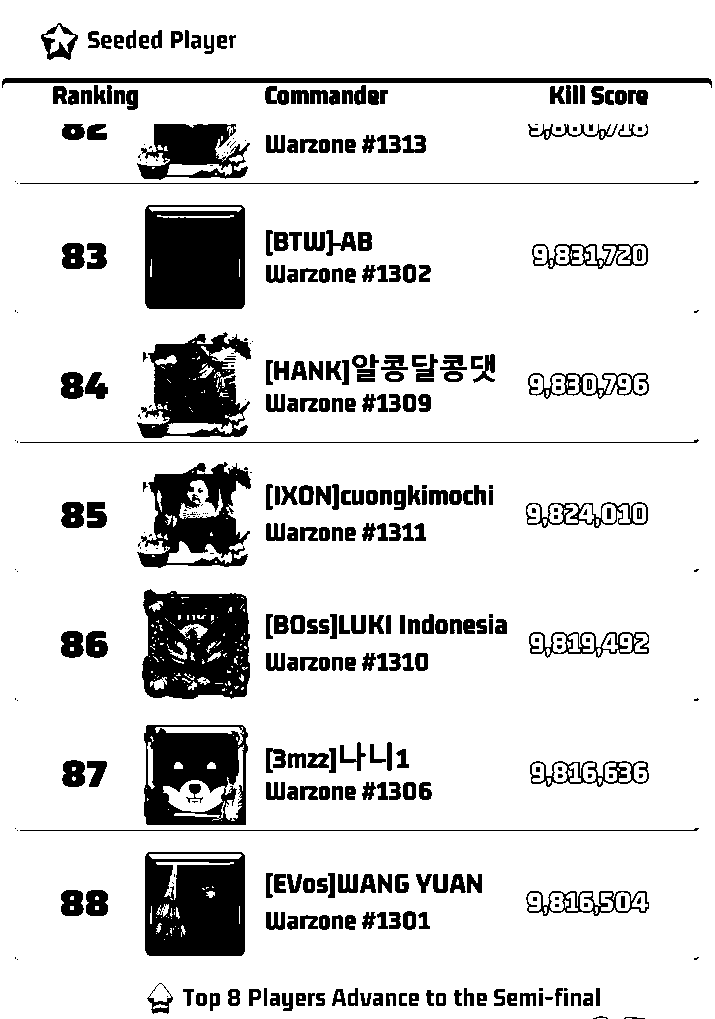 Seeded Player
Ranking Commander Kill Score
82 Warzone #1313
83 [BTW]-AB 9,831,720
Warzone #1302
84 [HANK]알콩달콩댓 9,830,796
Warzone #1309
85 [IXON]cuongkimochi 9,824,010
Warzone #1311
86 [BOss]LUKI Indonesia 9,819,492
Warzone #1310
87 [3mzz]나니1 9,816,636
Warzone #1306
88 [EVos]WANG YUAN 9,816,504
Warzone #1301
Top 8 Players Advance to the Semi-final